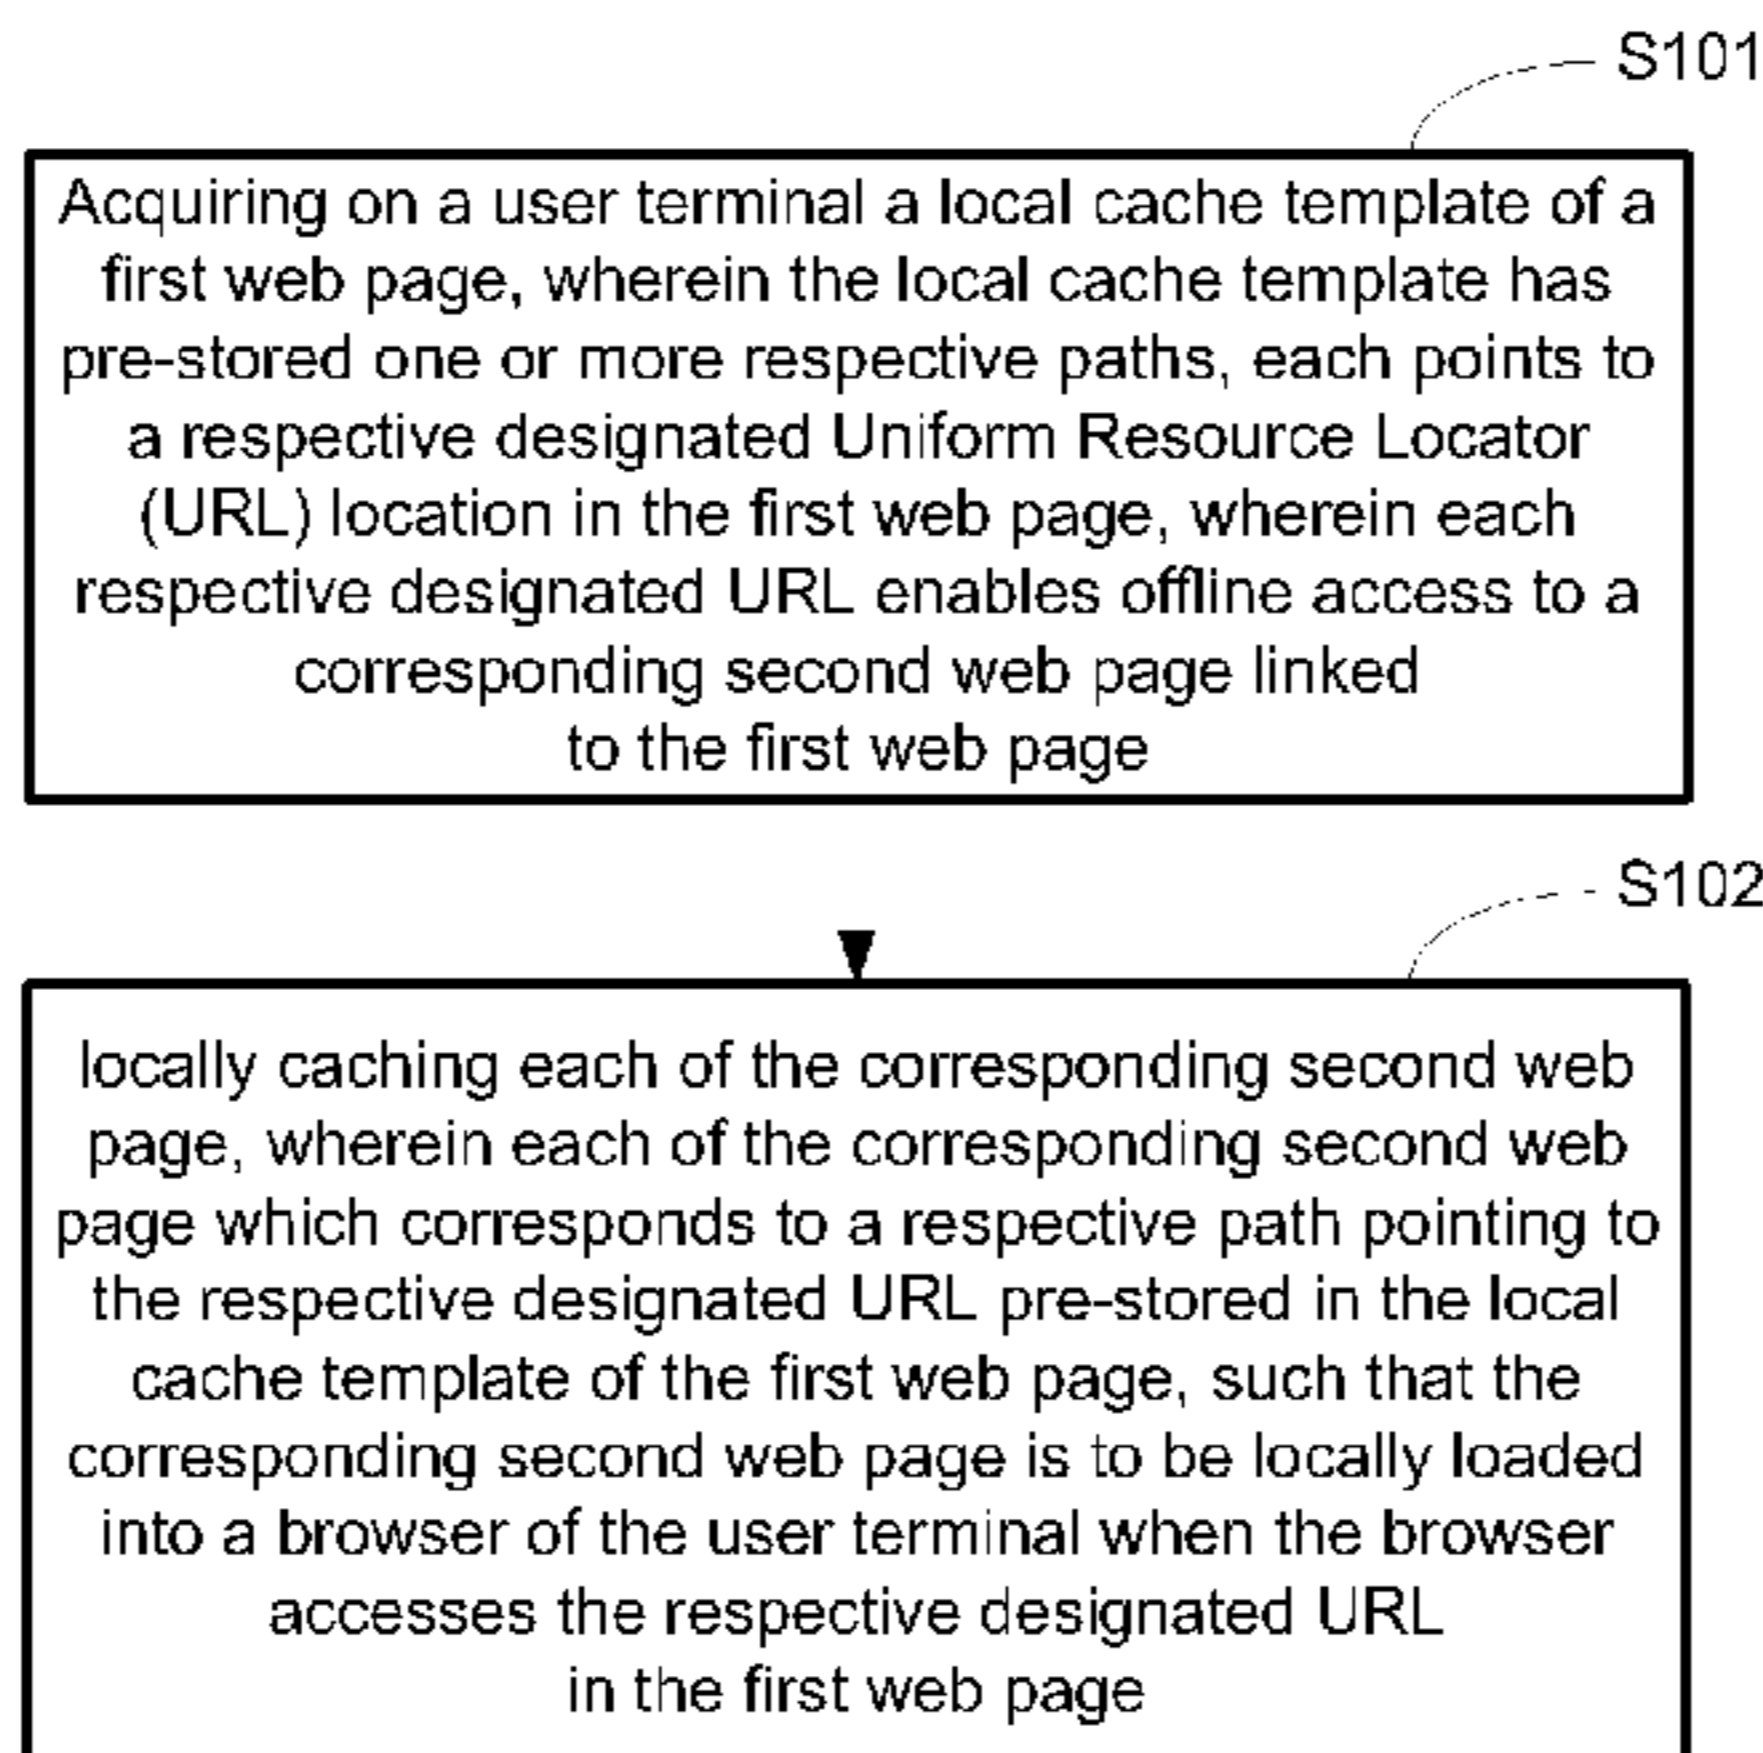 S101
Acquiring on a user terminal a local cache template of a
first web page, wherein the local cache template has
pre-stored one or more respective paths, each points to
a respective designated Uniform Resource Locator
(URL) location in the first web page, wherein each
respective designated URL enables offline access to a
corresponding second web page linked
to the first web page
S102
locally caching each of the corresponding second web
page, wherein each of the corresponding second web
page which corresponds to a respective path pointing to
the respective designated URL pre-stored in the local
cache template of the first web page, such that the
corresponding second web page is to be locally loaded
into a browser of the user terminal when the browser
accesses the respective designated URL
in the first web page